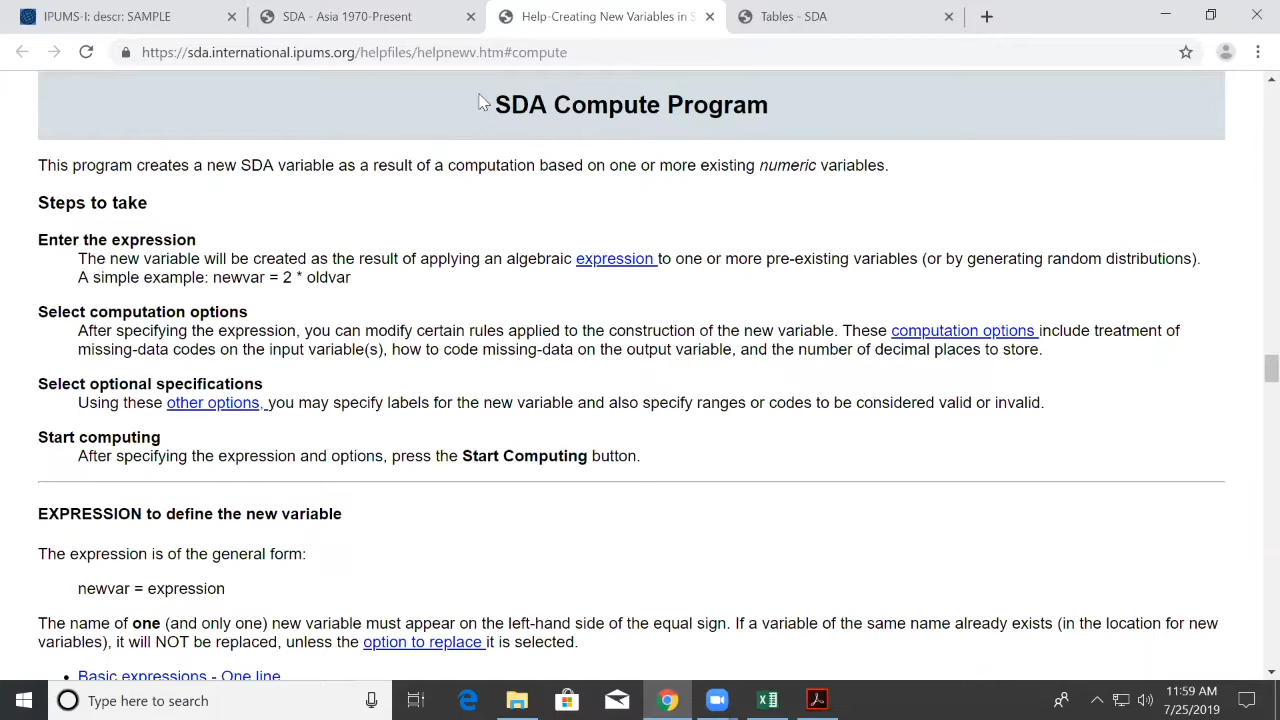 IPUMS-I: descr: SAMPLE
SDA - Asia 1970-Present
Help-Creating New Variables in S
Tables - SDA
https://sda.international.ipums.org/helpfiles/helpnewv.htm#compute
SDA Compute Program
This program creates a new SDA variable as a result of a computation based on one or more existing numeric variables.
Steps to take
Enter the expression
The new variable will be created as the result of applying an algebraic expression to one or more pre-existing variables (or by generating random distributions).
A simple example: newvar = 2 * oldvar
Select computation options
After specifying the expression, you can modify certain rules applied to the construction of the new variable. These computation options include treatment of
missing-data codes on the input variable(s), how to code missing-data on the output variable, and the number of decimal places to store.
Select optional specifications
Using these other options, you may specify labels for the new variable and also specify ranges or codes to be considered valid or invalid.
Start computing
After specifying the expression and options, press the Start Computing button.
EXPRESSION to define the new variable
The expression is of the general form:
newvar = expression
The name of one (and only one) new variable must appear on the left-hand side of the equal sign. If a variable of the same name already exists (in the location for new
variables), it will NOT be replaced, unless the option to replace it is selected.
• Basic expressions - One line
Type here to search
11:59 AM
7/25/2019